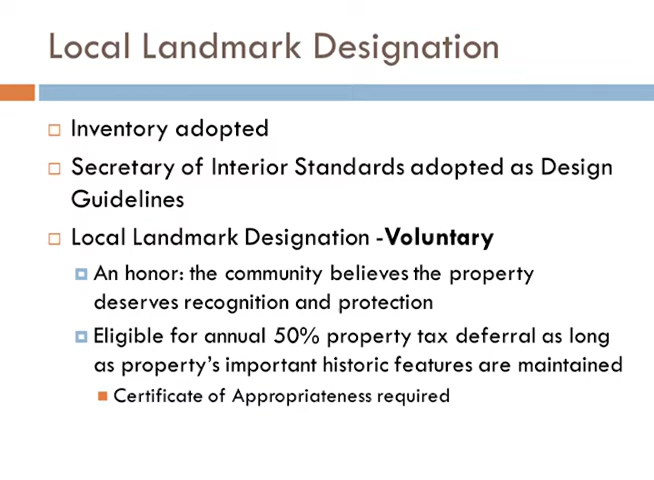 Local Landmark Designation
Inventory adopted
Secretary of Interior Standards adopted as Design
Guidelines
Local Landmark Designation -Voluntary
An honor: the community believes the property
deserves recognition and protection
Eligible for annual 50% property tax deferral as long
as property's important historic features are maintained
Certificate of Appropriateness required